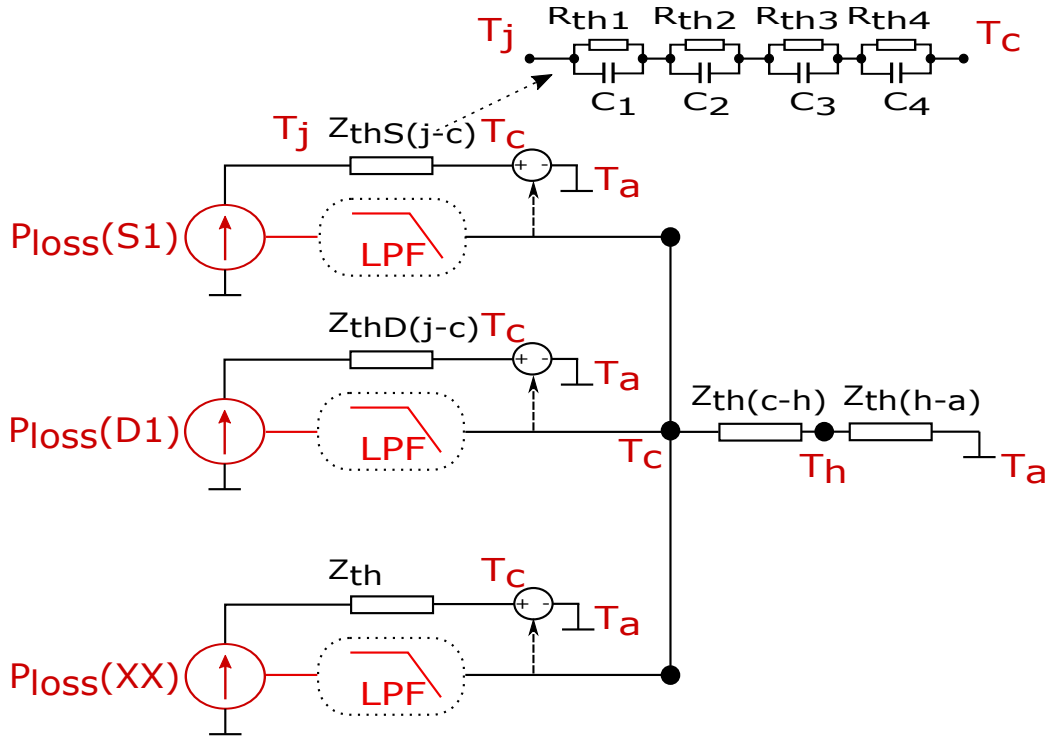 Rth1 Rth2 Rth3 Rth4
Tj Tc
C1 C2 C3 C4
Tj ZthS(j-c) Tc
+ -
Ta
Ploss(S1)
LPF
ZthD(j-c) Tc
+ -
Ta
Zth(c-h) Zth(h-a)
Ploss(D1)
LPF
Tc Th Ta
Zth Tc
+ -
Ta
Ploss(XX)
LPF